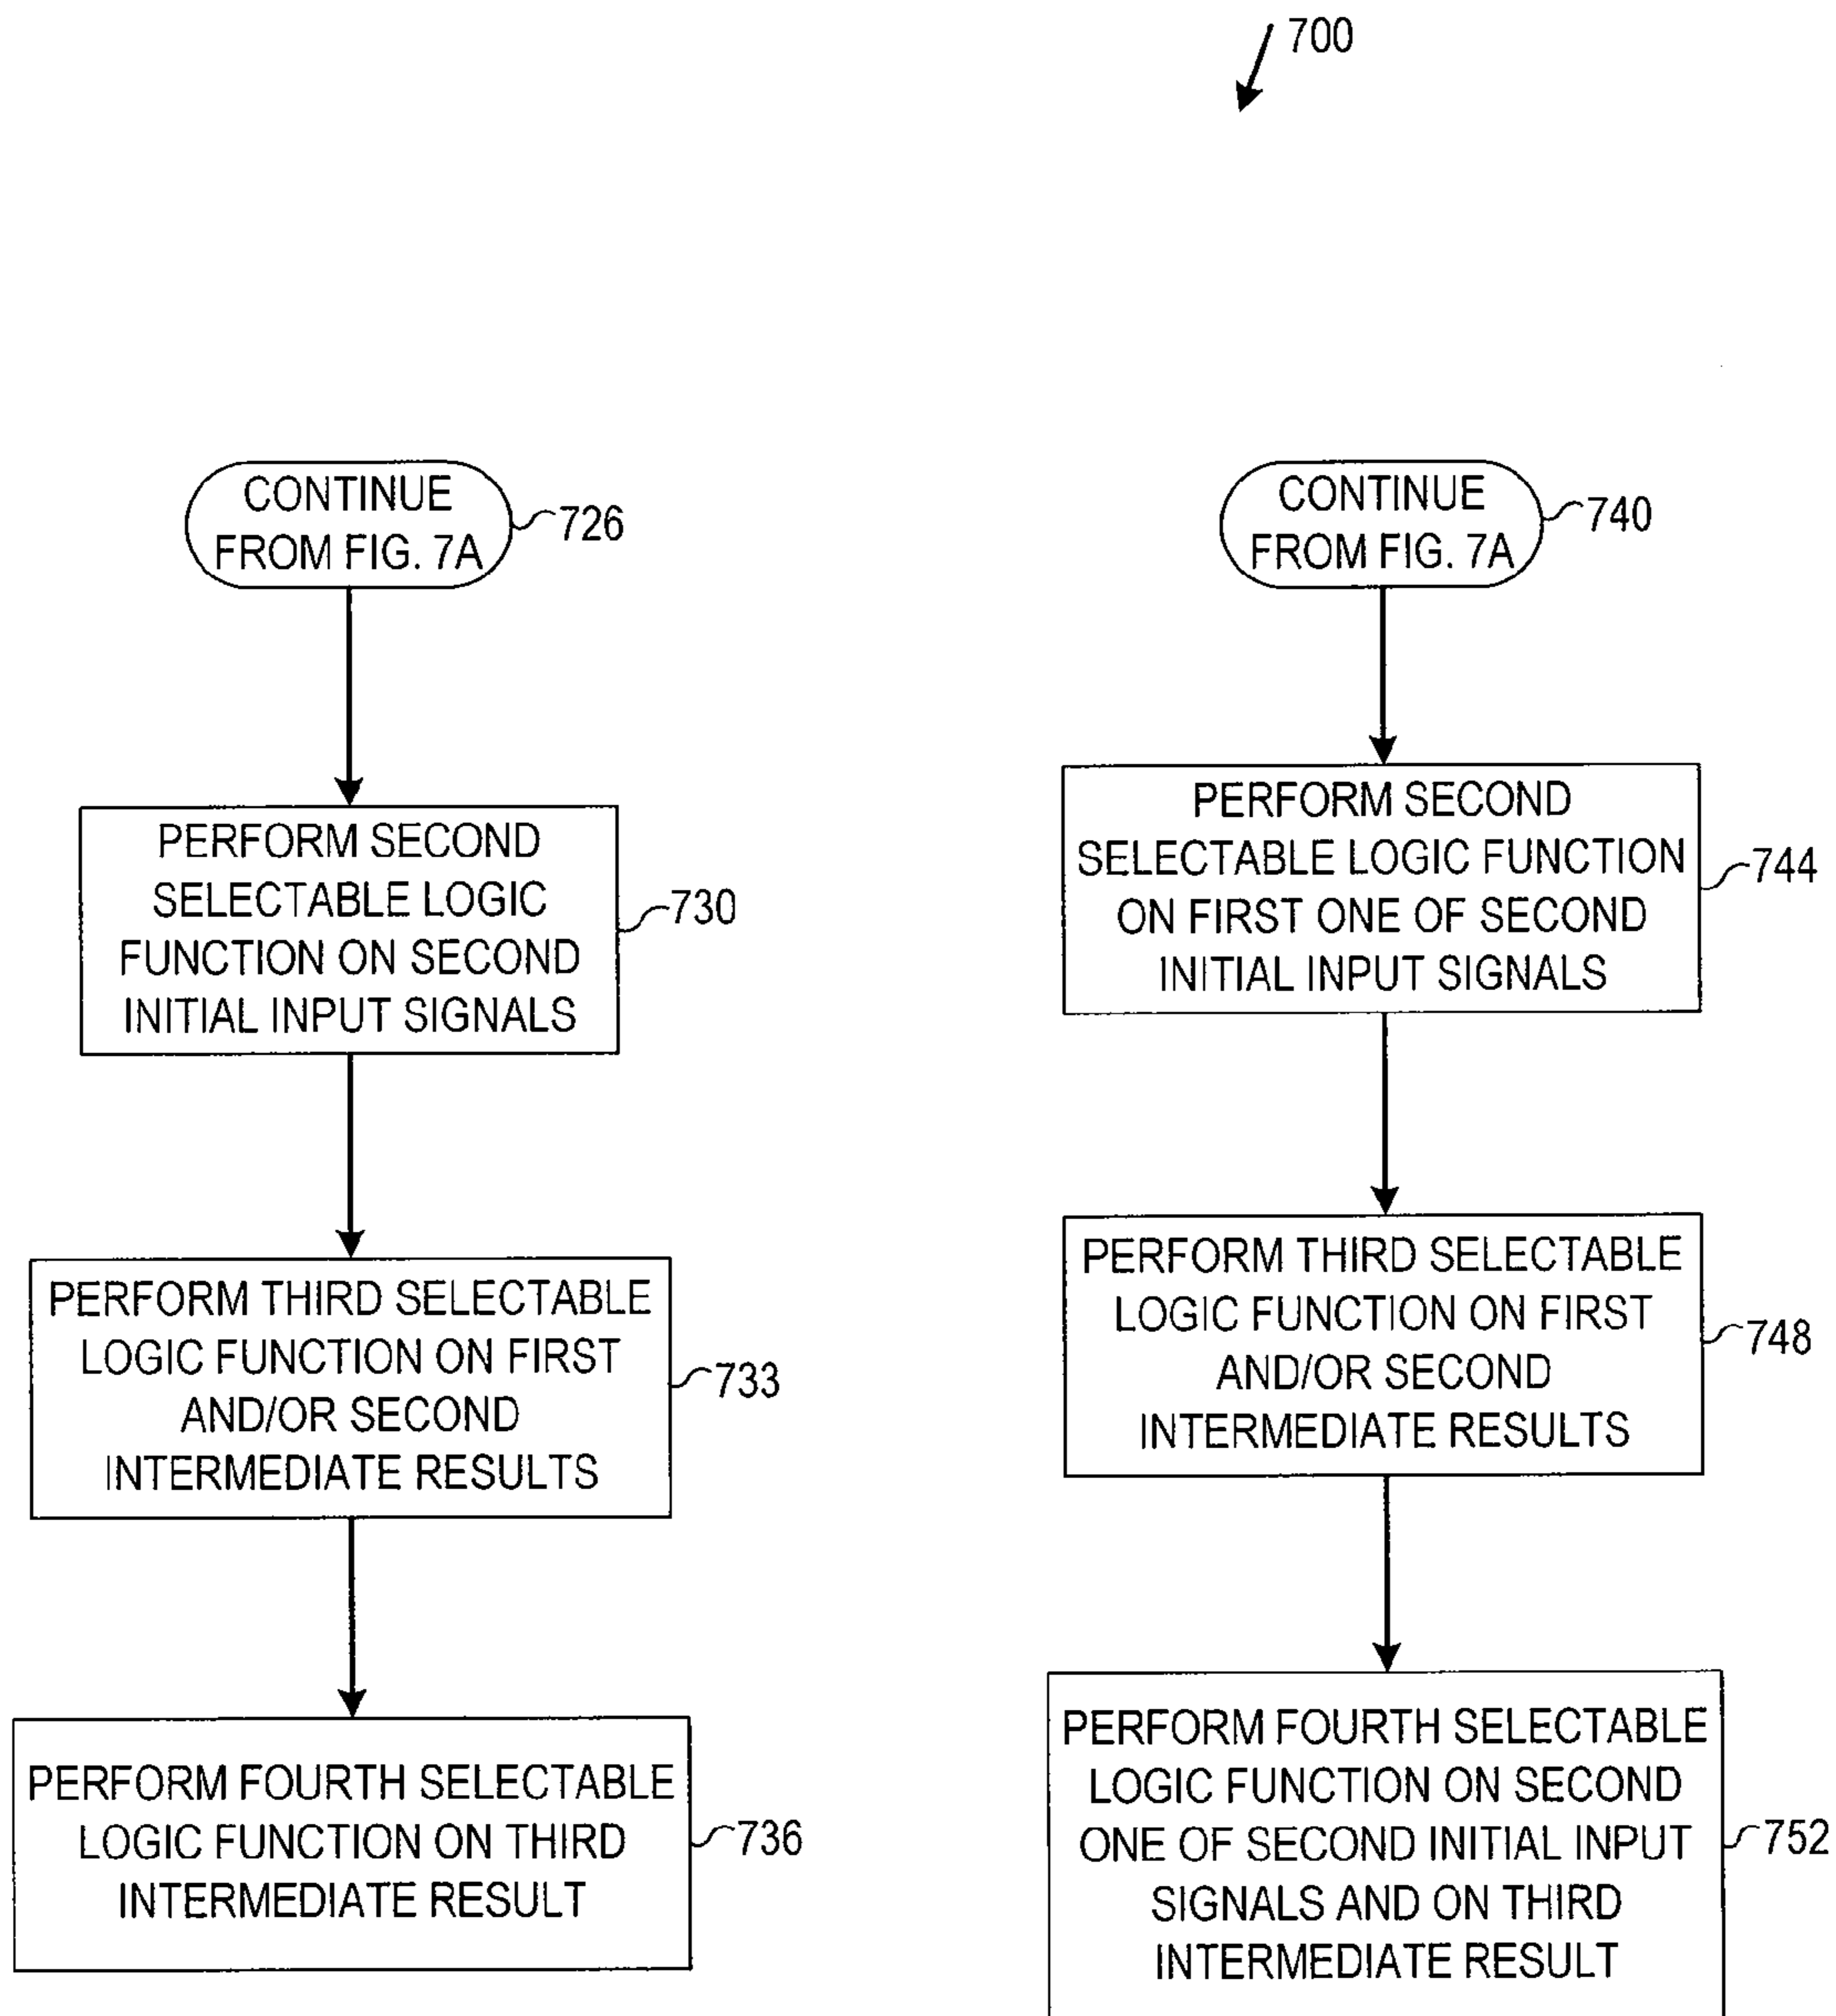 700
CONTINUE
FROM FIG. 7A
726
PERFORM SECOND
SELECTABLE LOGIC
FUNCTION ON SECOND
INITIAL INPUT SIGNALS
730
PERFORM THIRD SELECTABLE
LOGIC FUNCTION ON FIRST
AND/OR SECOND
INTERMEDIATE RESULTS
733
PERFORM FOURTH SELECTABLE
LOGIC FUNCTION ON THIRD
INTERMEDIATE RESULT
736
CONTINUE
FROM FIG. 7A
740
PERFORM SECOND
SELECTABLE LOGIC FUNCTION
ON FIRST ONE OF SECOND
INITIAL INPUT SIGNALS
744
PERFORM THIRD SELECTABLE
LOGIC FUNCTION ON FIRST
AND/OR SECOND
INTERMEDIATE RESULTS
748
PERFORM FOURTH SELECTABLE
LOGIC FUNCTION ON SECOND
ONE OF SECOND INITIAL INPUT
SIGNALS AND ON THIRD
INTERMEDIATE RESULT
752